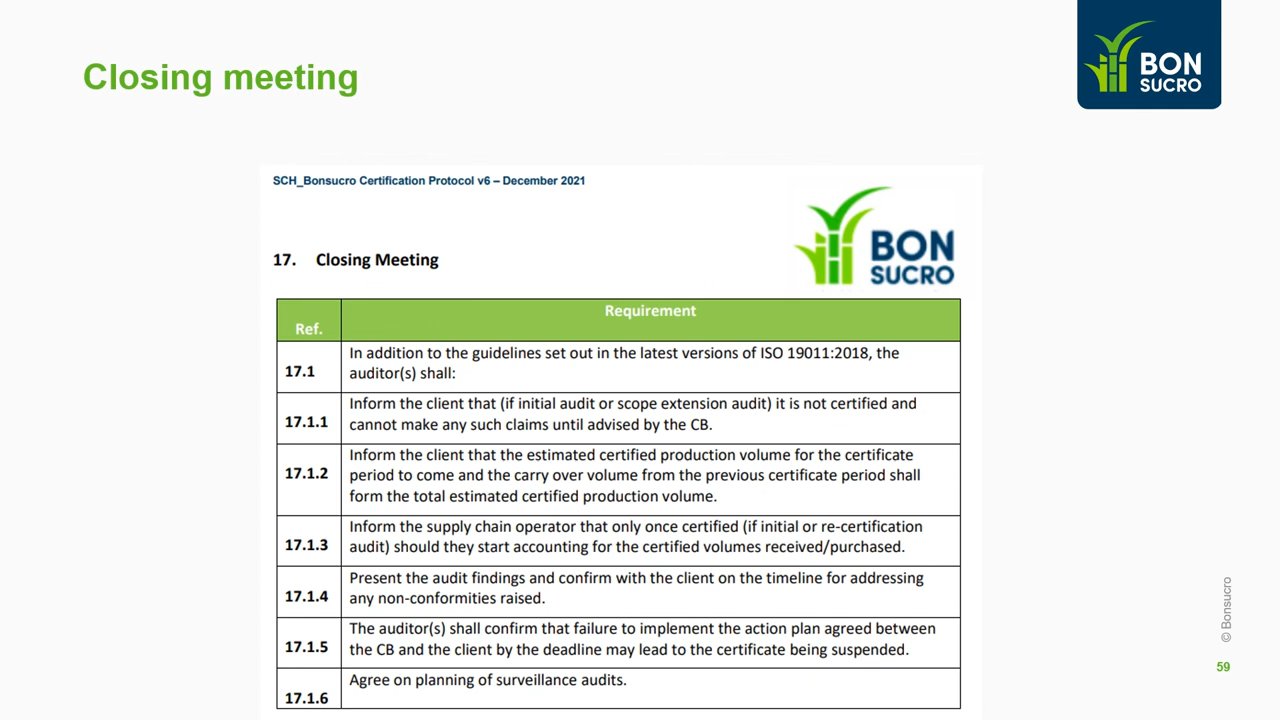 Closing meeting
BON
SUCRO
SCH_Bonsucro Certification Protocol v6 – December 2021
BON
SUCRO
17. Closing Meeting
Requirement
Ref.
In addition to the guidelines set out in the latest versions of ISO 19011:2018, the
17.1
auditor(s) shall:
Inform the client that (if initial audit or scope extension audit) it is not certified and
17.1.1
cannot make any such claims until advised by the CB.
Inform the client that the estimated certified production volume for the certificate
17.1.2
period to come and the carry over volume from the previous certificate period shall
form the total estimated certified production volume.
Inform the supply chain operator that only once certified (if initial or re-certification
17.1.3
audit) should they start accounting for the certified volumes received/purchased.
Present the audit findings and confirm with the client on the timeline for addressing
17.1.4
any non-conformities raised.
The auditor(s) shall confirm that failure to implement the action plan agreed between
17.1.5
the CB and the client by the deadline may lead to the certificate being suspended.
Agree on planning of surveillance audits.
17.1.6
© Bonsucro
59